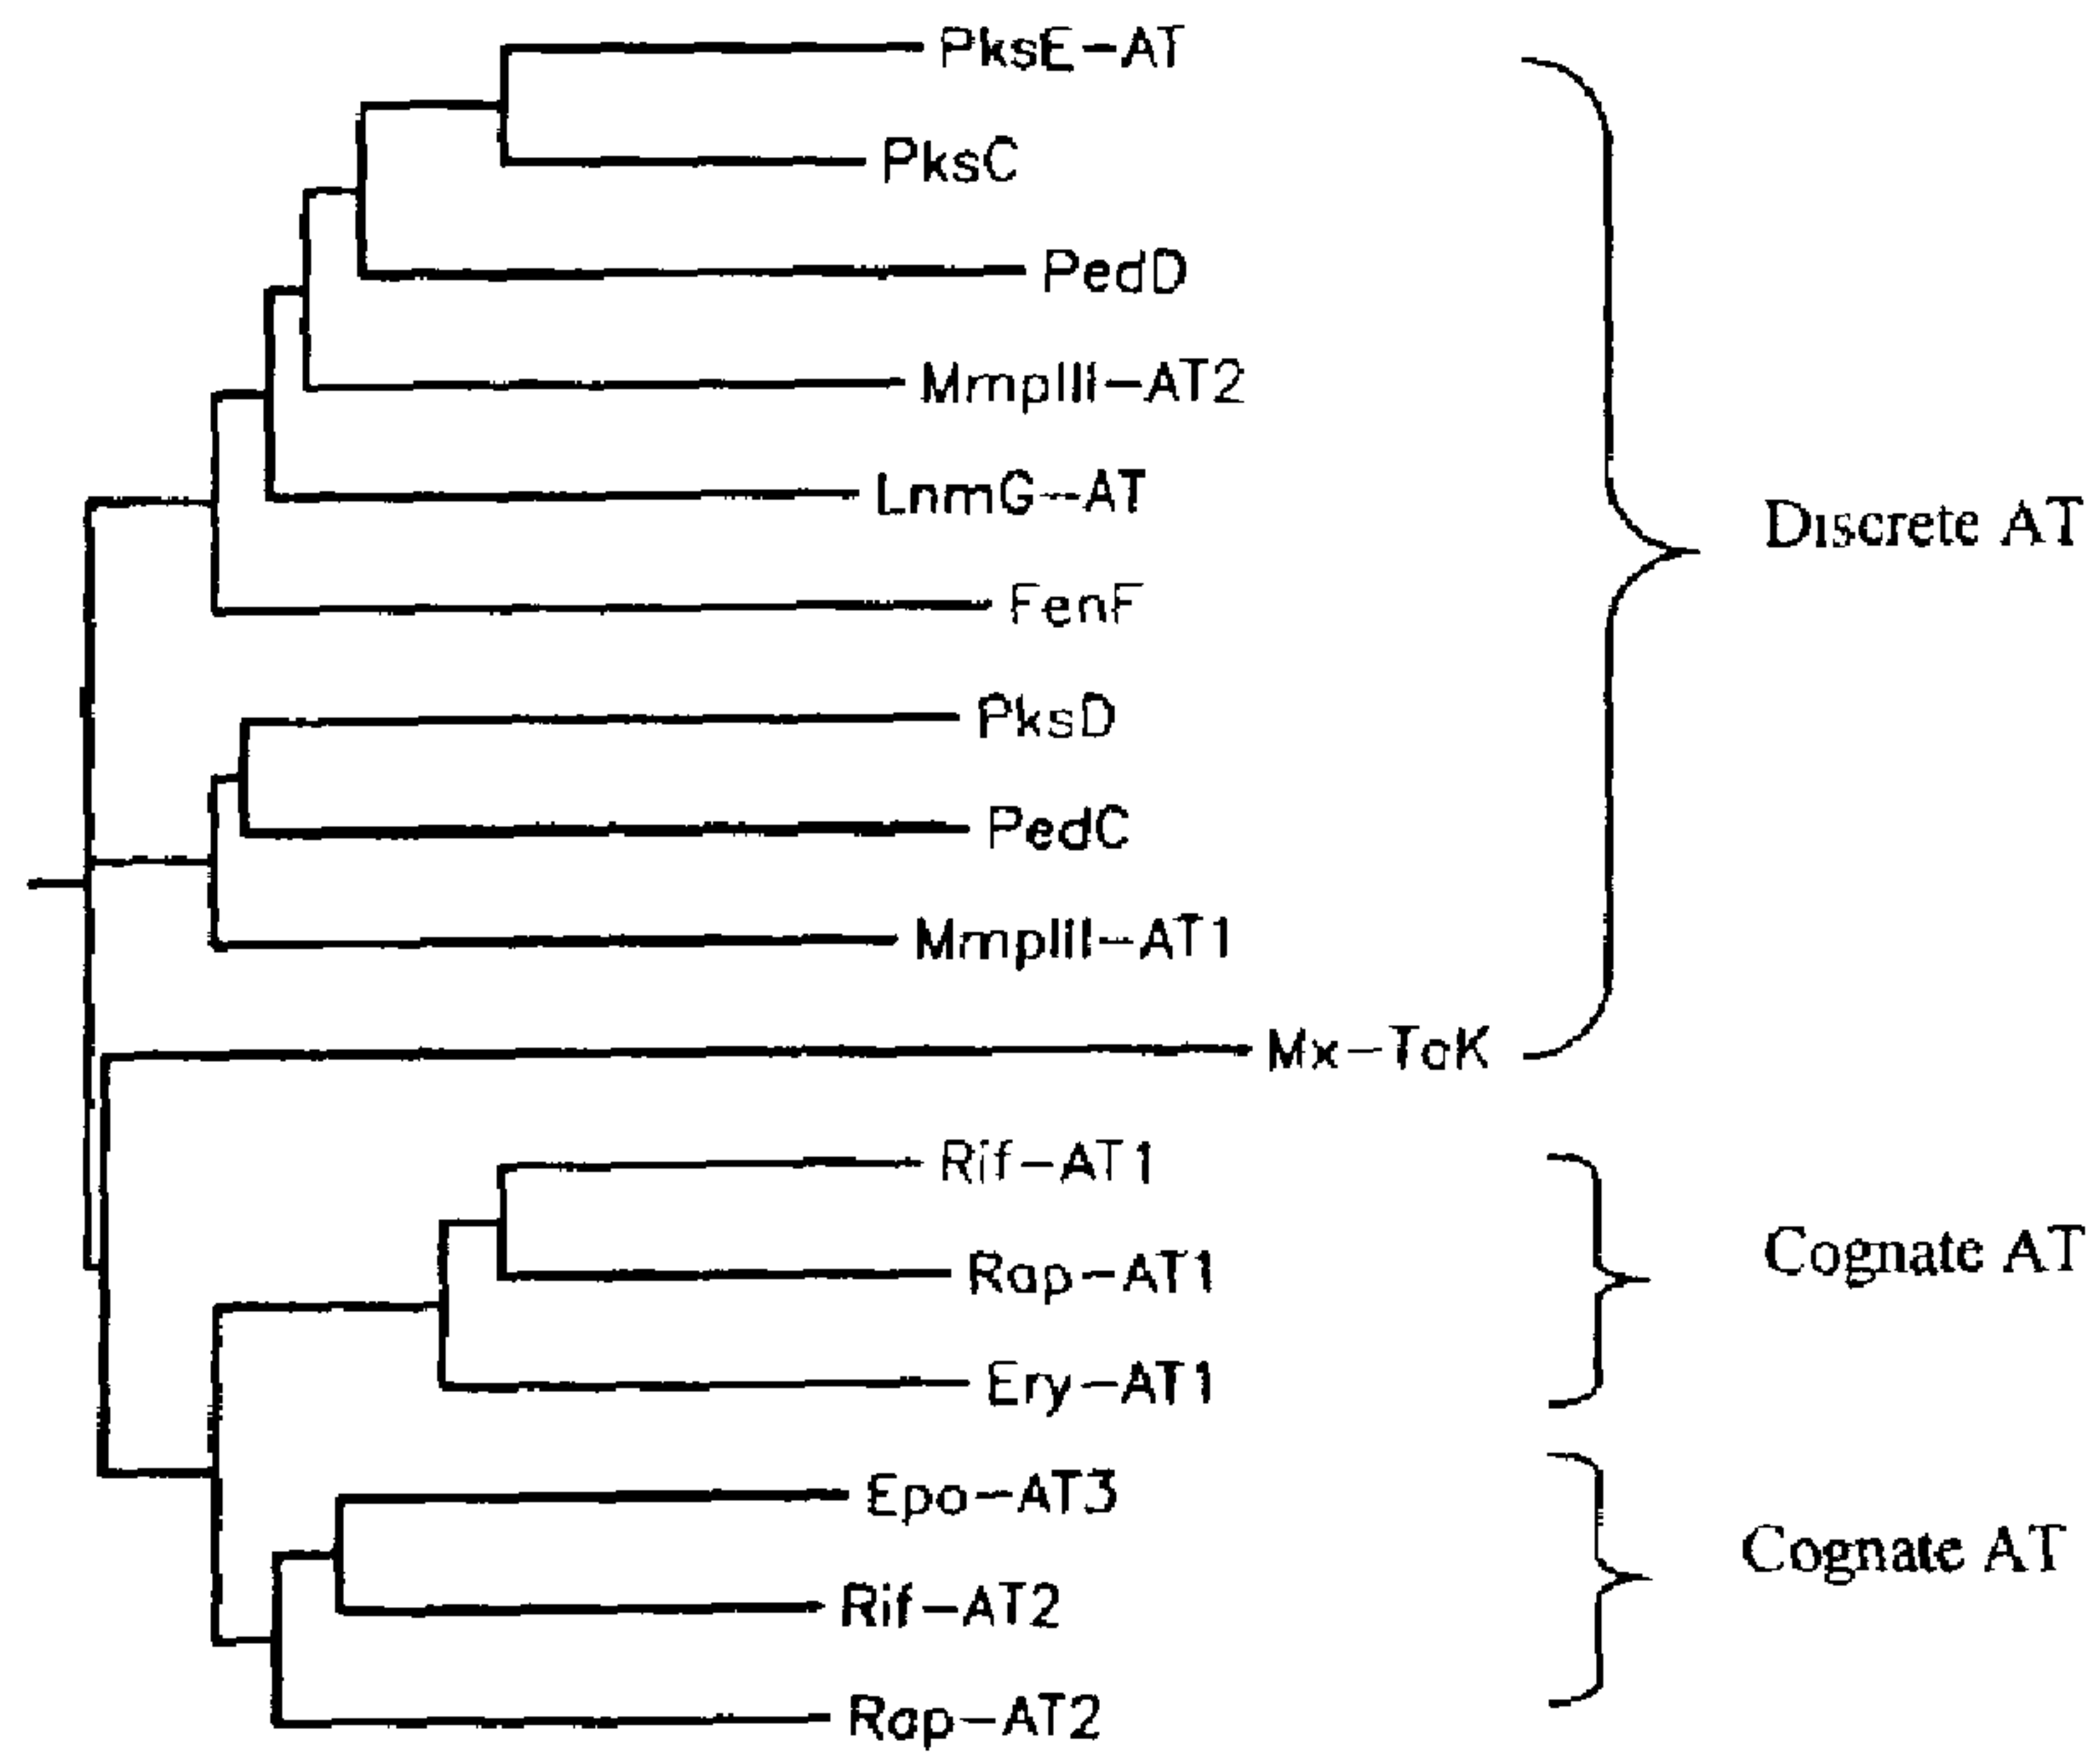 PksE-AT
PksC
PedD
MmpIII-AT2
LnmG-AT
FenF
PksD
PedC
MmpIII-AT1
Mx-TaK
Discrete AT
Rif-AT1
Rap-AT1
Ery-AT1
Cognate AT
Epo-AT3
Rif-AT2
Rap-AT2
Cognate AT